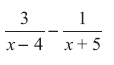 3/(x − 4) − 1/(x + 5)